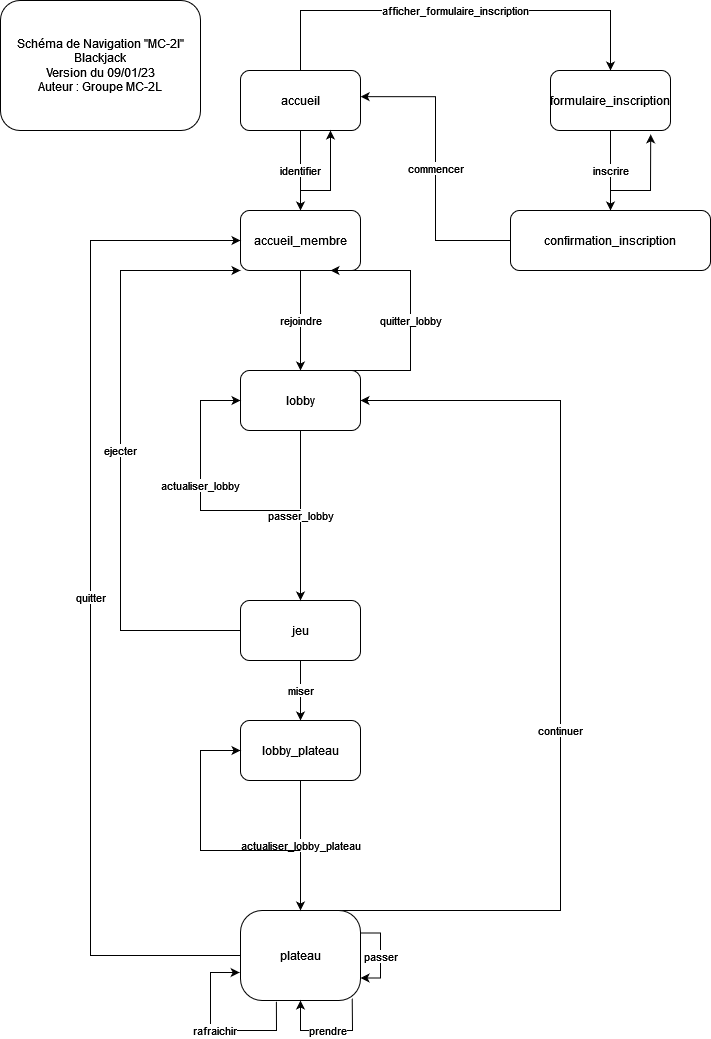 afficher_formulaire_inscription
Schéma de Navigation "MC-2I"
Blackjack
Version du 09/01/23
Auteur : Groupe MC-2L
accueil
formulaire_inscription
identifier
commencer
inscrire
accueil_membre
confirmation_inscription
rejoindre
quitter_lobby
lobby
ejecter
actualiser_lobby
passer_lobby
quitter
jeu
miser
continuer
lobby_plateau
actualiser_lobby_plateau
plateau
passer
rafraichir
prendre